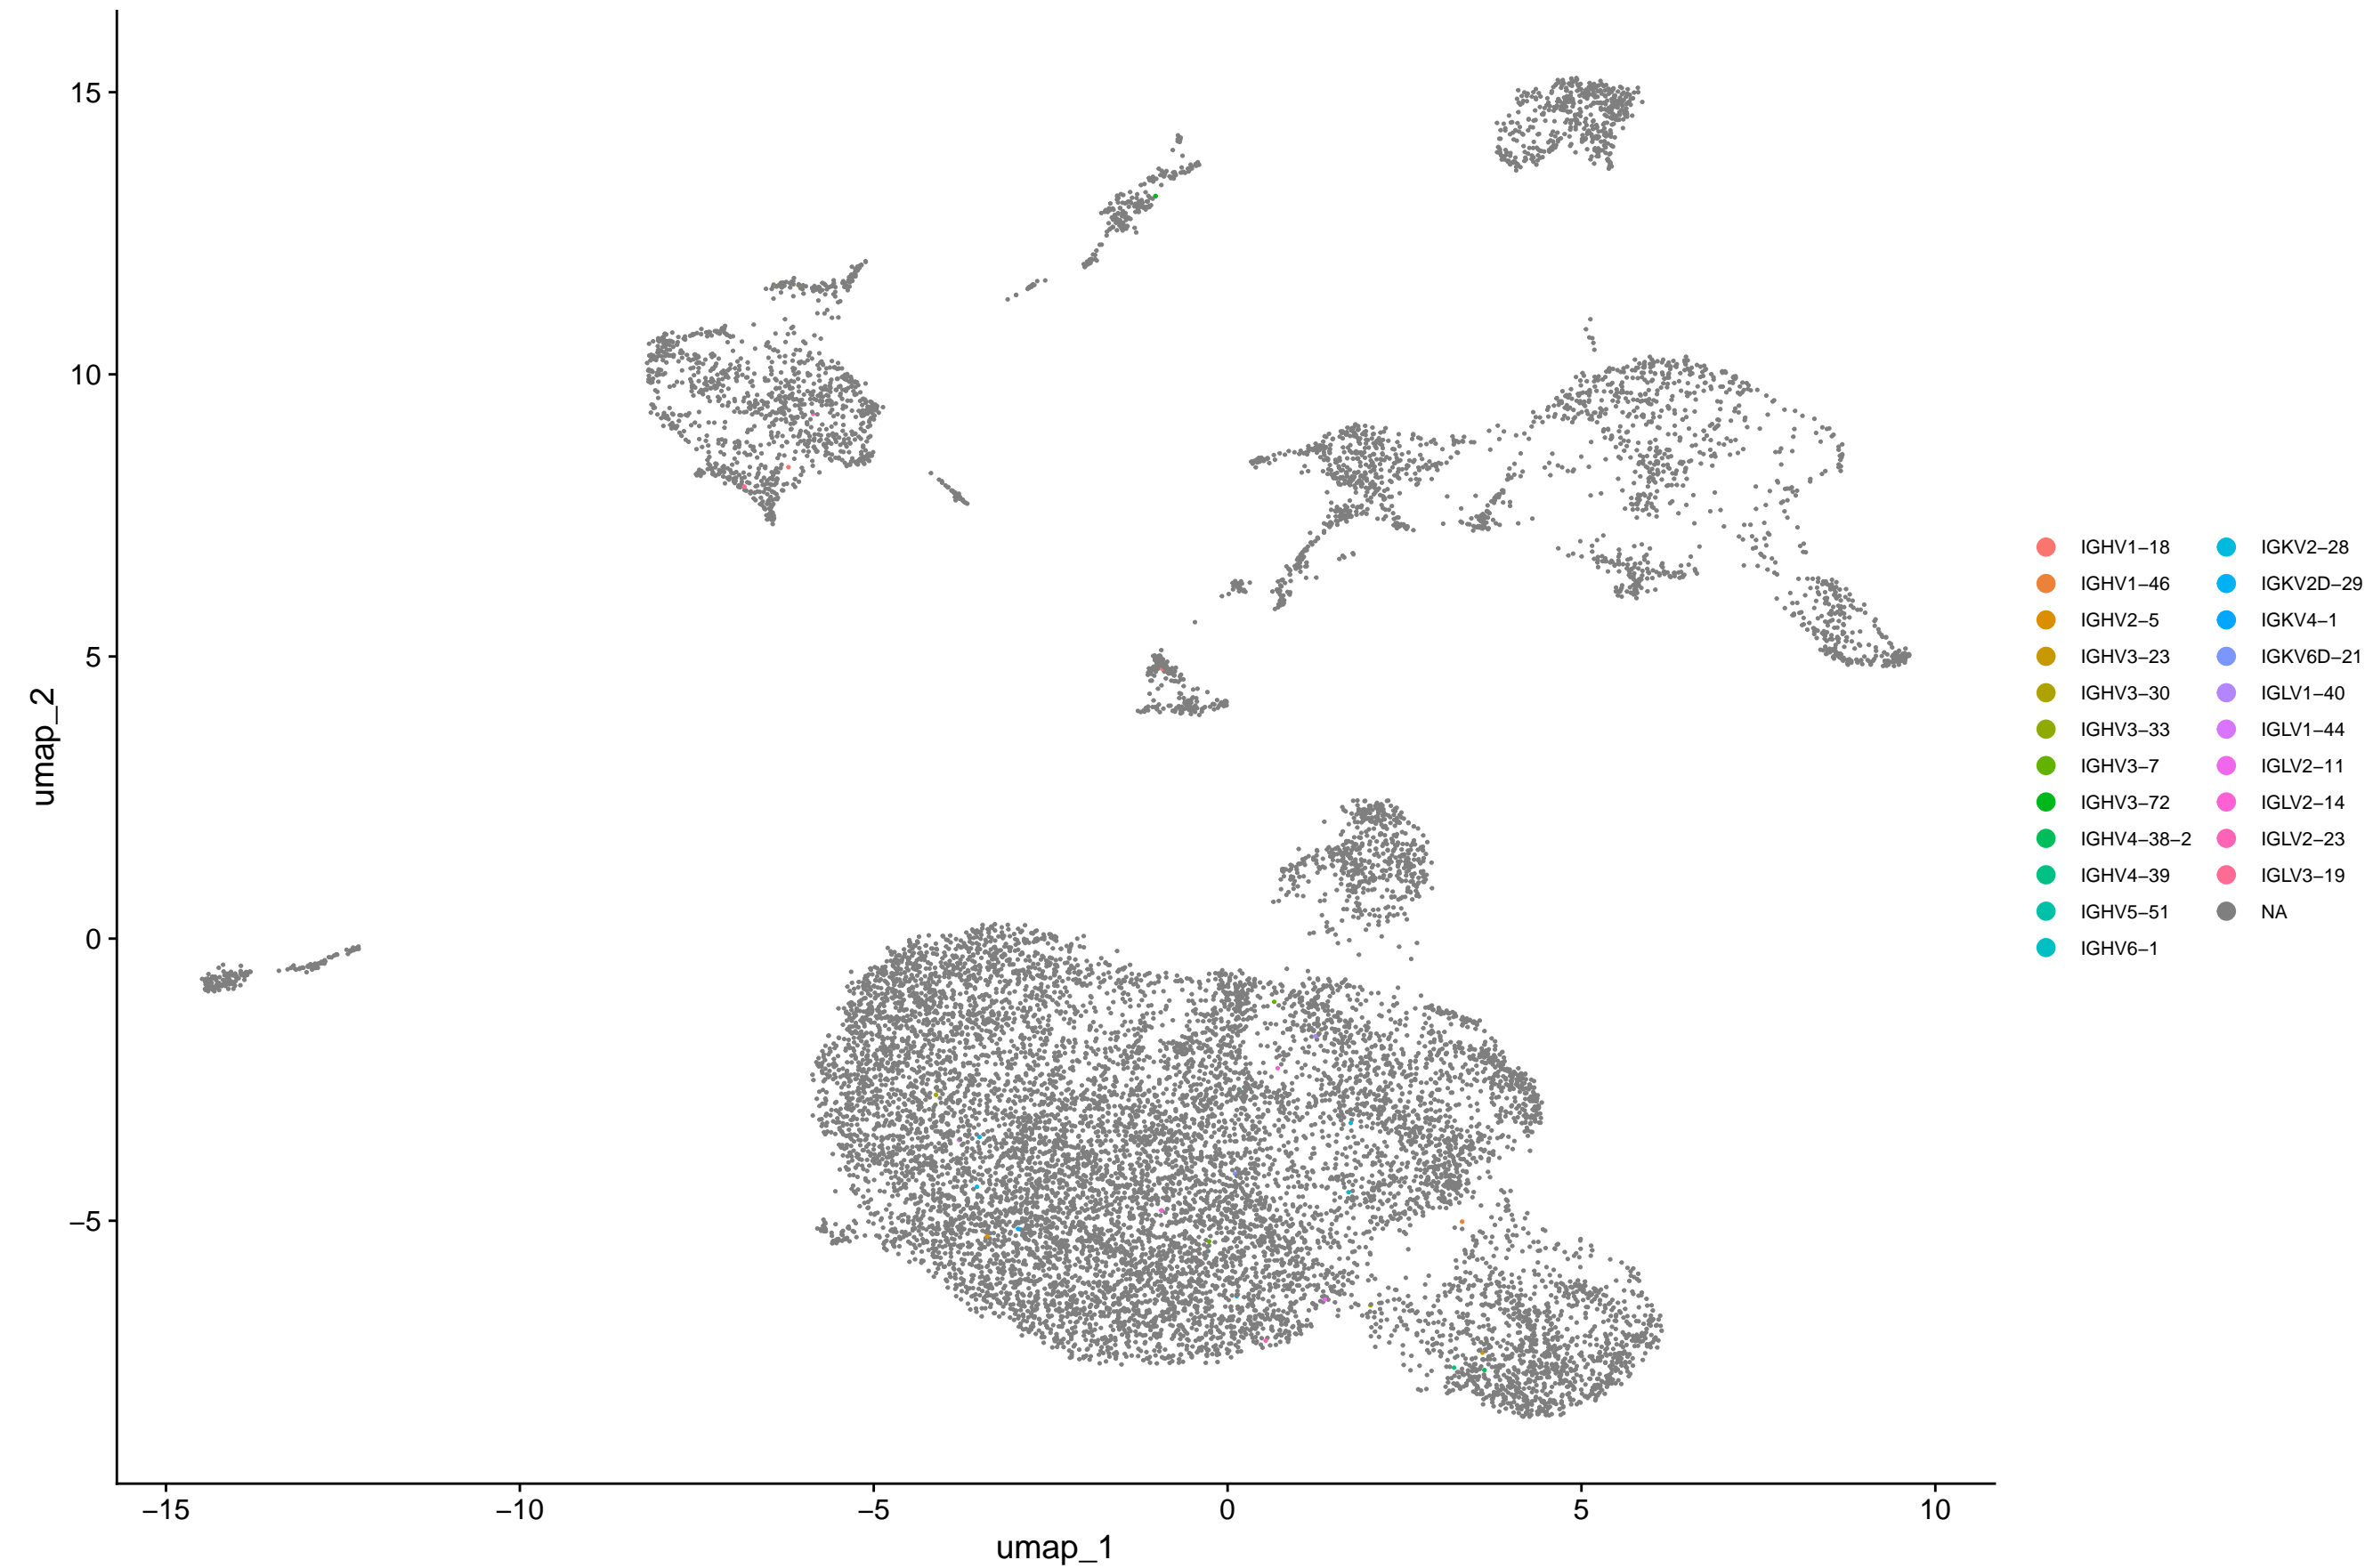 15
10
5
0
−5
umap_2
−15
−10
−5
0
5
10
umap_1
IGHV1−18
IGHV1−46
IGHV2−5
IGHV3−23
IGHV3−30
IGHV3−33
IGHV3−7
IGHV3−72
IGHV4−38−2
IGHV4−39
IGHV5−51
IGHV6−1
IGKV2−28
IGKV2D−29
IGKV4−1
IGKV6D−21
IGLV1−40
IGLV1−44
IGLV2−11
IGLV2−14
IGLV2−23
IGLV3−19
NA